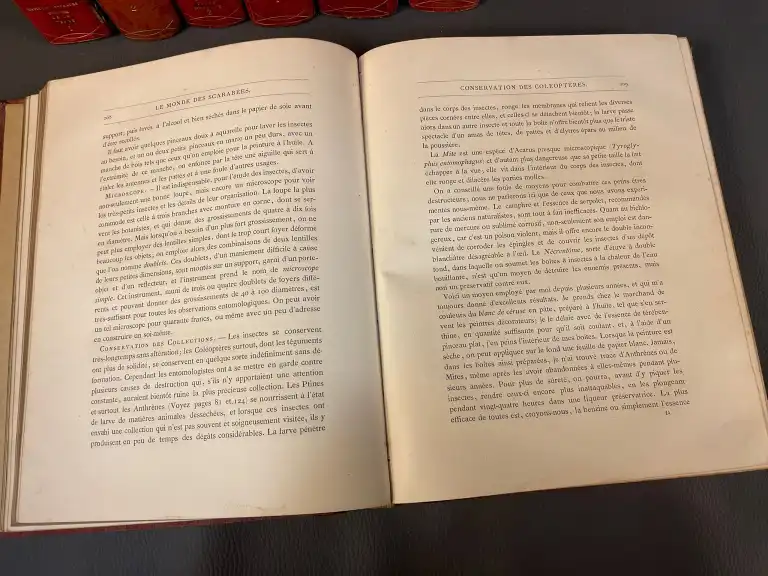 LE MONDE DES SCARABÉES.
support; puis lavés à l'alcool et bien séchés dans le papier de soie avant
d'être recollés.
Il faut avoir quelques pinceaux doux à aquarelle pour laver les insectes
au besoin, et un ou deux petits pinceaux en martre un peu durs, avec un
manche de bois tels que ceux qu'on emploie pour la peinture à l'huile. A
l'extrémité de ce manche, on enfonce par la tête une aiguille qui sert à
étaler les antennes et les pattes et à une foule d'autres usages.
MICROSCOPE. — Il est indispensable, pour l'étude des insectes, d'avoir
non-seulement une bonne loupe, mais encore un microscope pour voir
les très-petits insectes et les détails de leur organisation. La loupe la plus
commode est celle à trois branches avec monture en corne, dont se ser-
vent les botanistes, et qui donne des grossissements de quatre à dix fois
en diamètre. Mais lorsqu'on a besoin d'un plus fort grossissement, on ne
peut plus employer des lentilles simples, dont le trop court foyer déforme
beaucoup les objets, ou emploie alors des combinaisons de deux lentilles
que l'on nomme doublets. Ces doublets, d'un maniement difficile à cause
de leurs petites dimensions, sont montés sur un support, garni d'un porte-
objet et d'un réflecteur, et l'instrument prend le nom de microscope
simple. Cet instrument, muni de trois ou quatre doublets de foyers diffé-
rents et pouvant donner des grossissements de 40 à 100 diamètres, est
très-suffisant pour toutes les observations entomologiques. On peut avoir
un tel microscope pour quarante francs, ou même avec un peu d'adresse
en construire un soi-même.
CONSERVATION DES COLLECTIONS. — Les insectes se conservent
très-longtemps sans altération; les Coléoptères surtout, dont les téguments
ont plus de solidité, se conservent en quelque sorte indéfiniment sans dé-
formation. Cependant les entomologistes ont à se mettre en garde contre
plusieurs causes de destruction qui, s'ils n'y apportaient une attention
constante, auraient bientôt ruiné la plus précieuse collection. Les Ptines
et surtout les Anthrènes (Voyez pages 81 et 124) se nourrissent à l'état
de larve de matières animales desséchées, et lorsque ces insectes ont
envahi une collection qui n'est pas souvent et soigneusement visitée, ils y
produisent en peu de temps des dégâts considérables. La larve pénètre
CONSERVATION DES COLÉOPTÈRES.
dans le corps des insectes, ronge les membranes qui relient les diverses
pièces cornées entre elles, et celles-ci se détachent bientôt; la larve passe
alors dans un autre insecte et toute la boîte n'offre bientôt plus que le triste
spectacle d'un amas de têtes, de pattes et d'élytres épars au milieu de
la poussière.
La Mite est une espèce d'Acarus presque microscopique (Tyrogly-
phus entomophagus) et d'autant plus dangereuse que sa petite taille la fait
échapper à la vue; elle vit dans l'intérieur du corps des insectes, dont
elle ronge et dilacère les parties molles.
On a conseillé une foule de moyens pour combattre ces petits êtres
destructeurs; nous ne parlerons ici que de ceux que nous avons expéri-
mentés nous-même. Le camphre et l'essence de serpolet, recommandés
par les anciens naturalistes, sont tout à fait inefficaces. Quant au bichlo-
rure de mercure ou sublimé corrosif, non-seulement son emploi est dan-
gereux, car c'est un poison violent, mais il offre encore le double incon-
vénient de corroder les épingles et de couvrir les insectes d'un dépôt
blanchâtre désagréable à l'œil. Le Nécrentôme, sorte d'étuve à double
fond, dans laquelle on soumet les boîtes à insectes à la chaleur de l'eau
bouillante, n'est qu'un moyen de détruire les ennemis présents, mais
non un préservatif contre eux.
Voici un moyen employé par moi depuis plusieurs années, et qui m'a
toujours donné d'excellents résultats. Je prends chez le marchand de
couleurs du blanc de céruse en pâte, préparé à l'huile, tel que s'en ser-
vent les peintres décorateurs; je le délaie avec de l'essence de térében-
thine, en quantité suffisante pour qu'il soit coulant, et, à l'aide d'un
pinceau plat, j'en peins l'intérieur de mes boîtes. Lorsque la peinture est
sèche, on peut appliquer sur le fond une feuille de papier blanc. Jamais,
dans les boîtes ainsi préparées, je n'ai trouvé trace d'Anthrènes ou de
Mites, même après les avoir abandonnées à elles-mêmes pendant plu-
sieurs années. Pour plus de sûreté, on pourra, avant d'y piquer les
insectes, rendre ceux-ci encore plus inattaquables, en les plongeant
pendant vingt-quatre heures dans une liqueur préservatrice. La plus
efficace de toutes est, croyons-nous, la benzine ou simplement l'essence